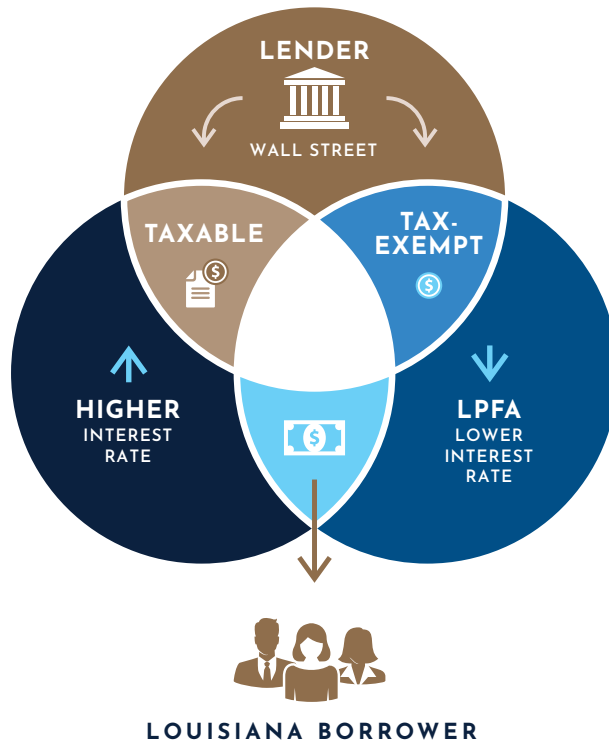 LENDER
WALL STREET
TAXABLE
$
TAX-
EXEMPT
$
HIGHER
INTEREST
RATE
LPFA
LOWER
INTEREST
RATE
$
LOUISIANA BORROWER